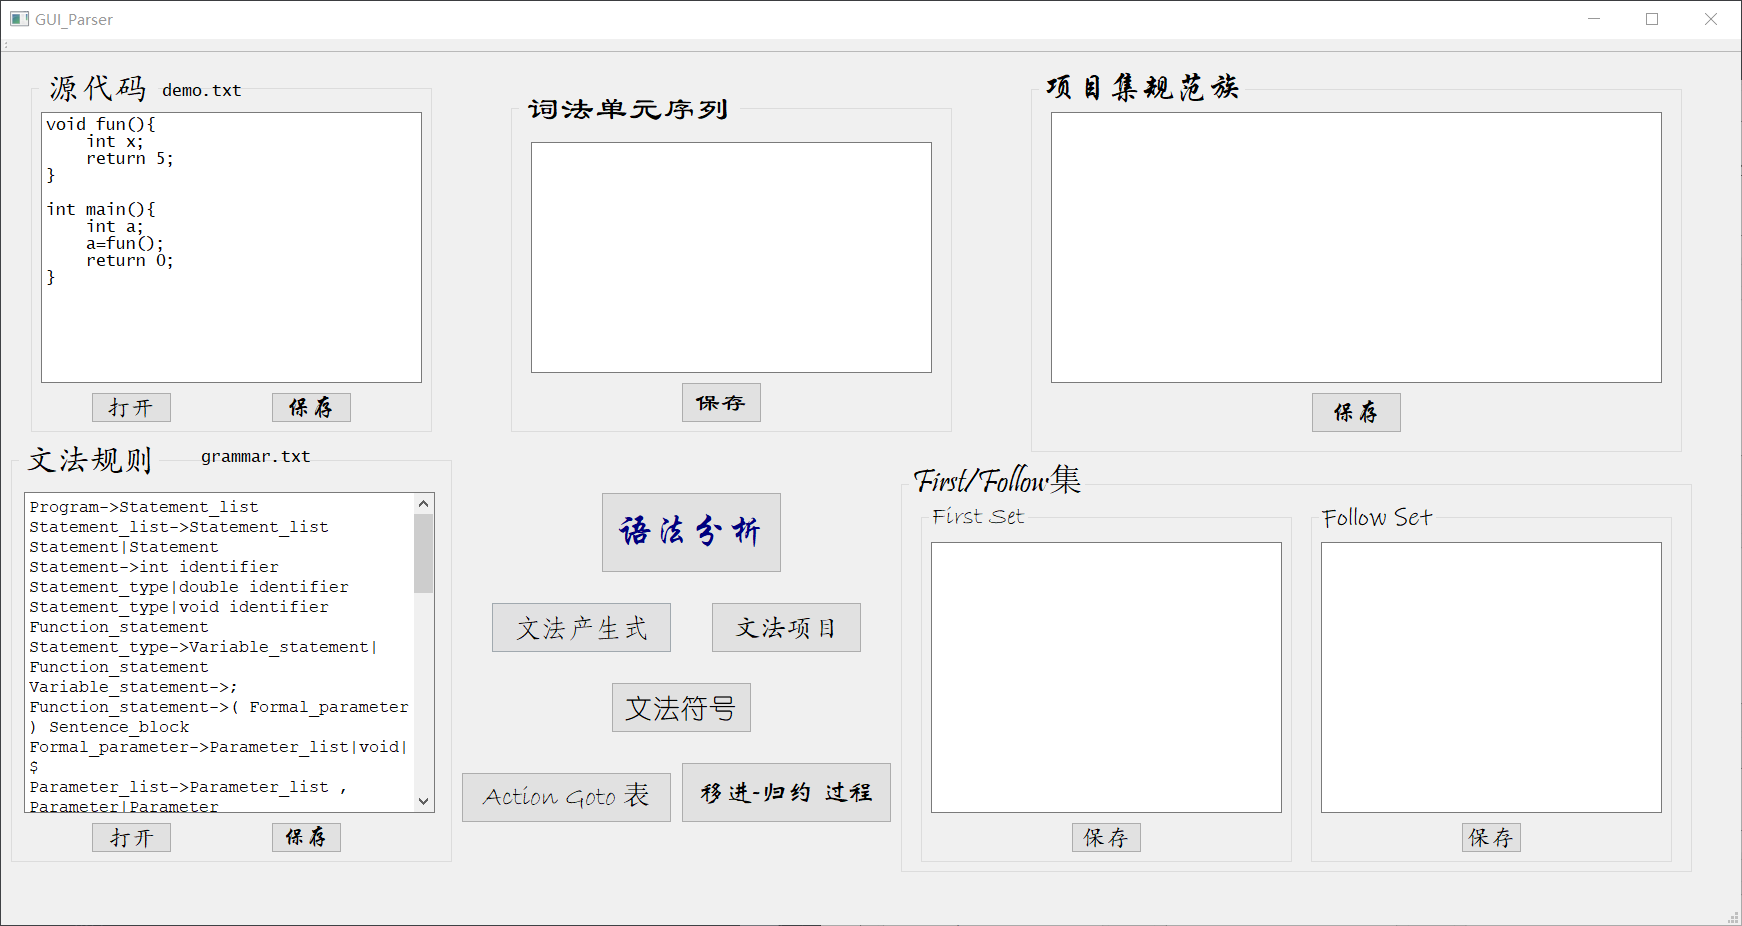 GUI_Parser
源代码 demo.txt
void fun(){
    int x;
    return 5;
}
int main(){
    int a;
    a=fun();
    return 0;
}
打开
保存
词法单元序列
保存
项目集规范族
保存
文法规则 grammar.txt
Program->Statement_list
Statement_list->Statement_list
Statement|Statement
Statement->int identifier
Statement_type|double identifier
Statement_type|void identifier
Function_statement
Statement_type->Variable_statement|
Function_statement
Variable_statement->;
Function_statement->( Formal_parameter
) Sentence_block
Formal_parameter->Parameter_list|void|
$
Parameter_list->Parameter_list ,
Parameter|Parameter
打开
保存
语法分析
文法产生式
文法项目
文法符号
Action Goto 表
移进-归约 过程
First/Follow集
First Set
保存
Follow Set
保存